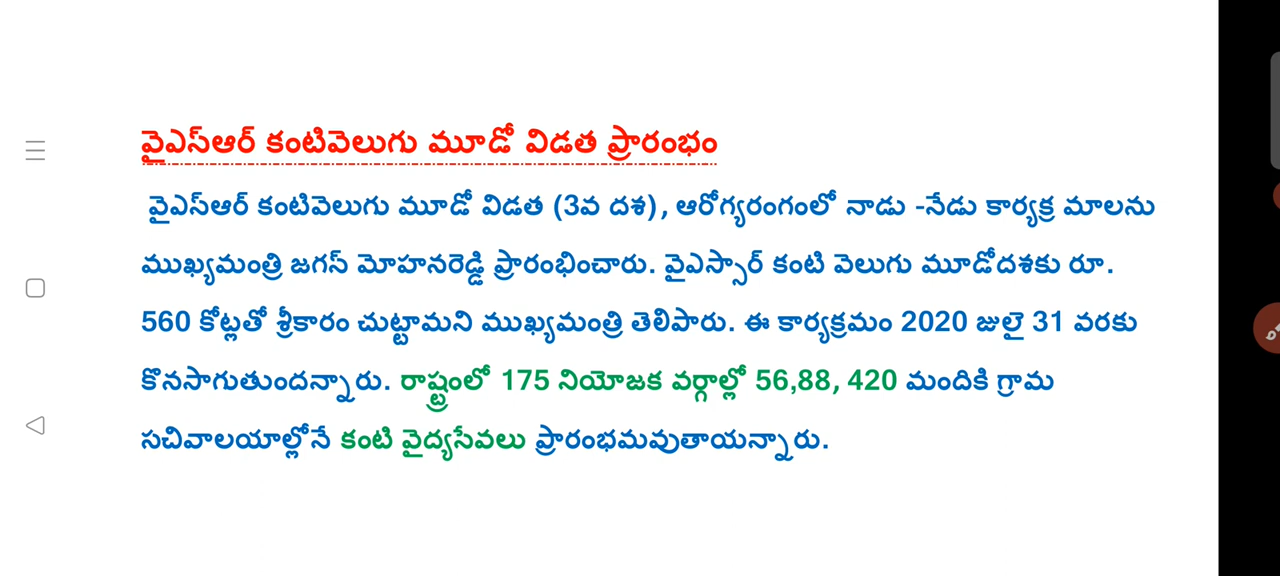 వైఎస్ఆర్ కంటివెలుగు మూడో విడత ప్రారంభం
వైఎస్ఆర్ కంటివెలుగు మూడో విడత (3వ దశ), ఆరోగ్యరంగంలో నాడు -నేడు కార్యక్ర మాలను
ముఖ్యమంత్రి జగన్ మోహనరెడ్డి ప్రారంభించారు. వైఎస్సార్ కంటి వెలుగు మూడోదశకు రూ.
560 కోట్లతో శ్రీకారం చుట్టామని ముఖ్యమంత్రి తెలిపారు. ఈ కార్యక్రమం 2020 జులై 31 వరకు
కొనసాగుతుందన్నారు. రాష్ట్రంలో 175 నియోజక వర్గాల్లో 56,88, 420 మందికి గ్రామ
సచివాలయాల్లోనే కంటి వైద్యసేవలు ప్రారంభమవుతాయన్నారు.